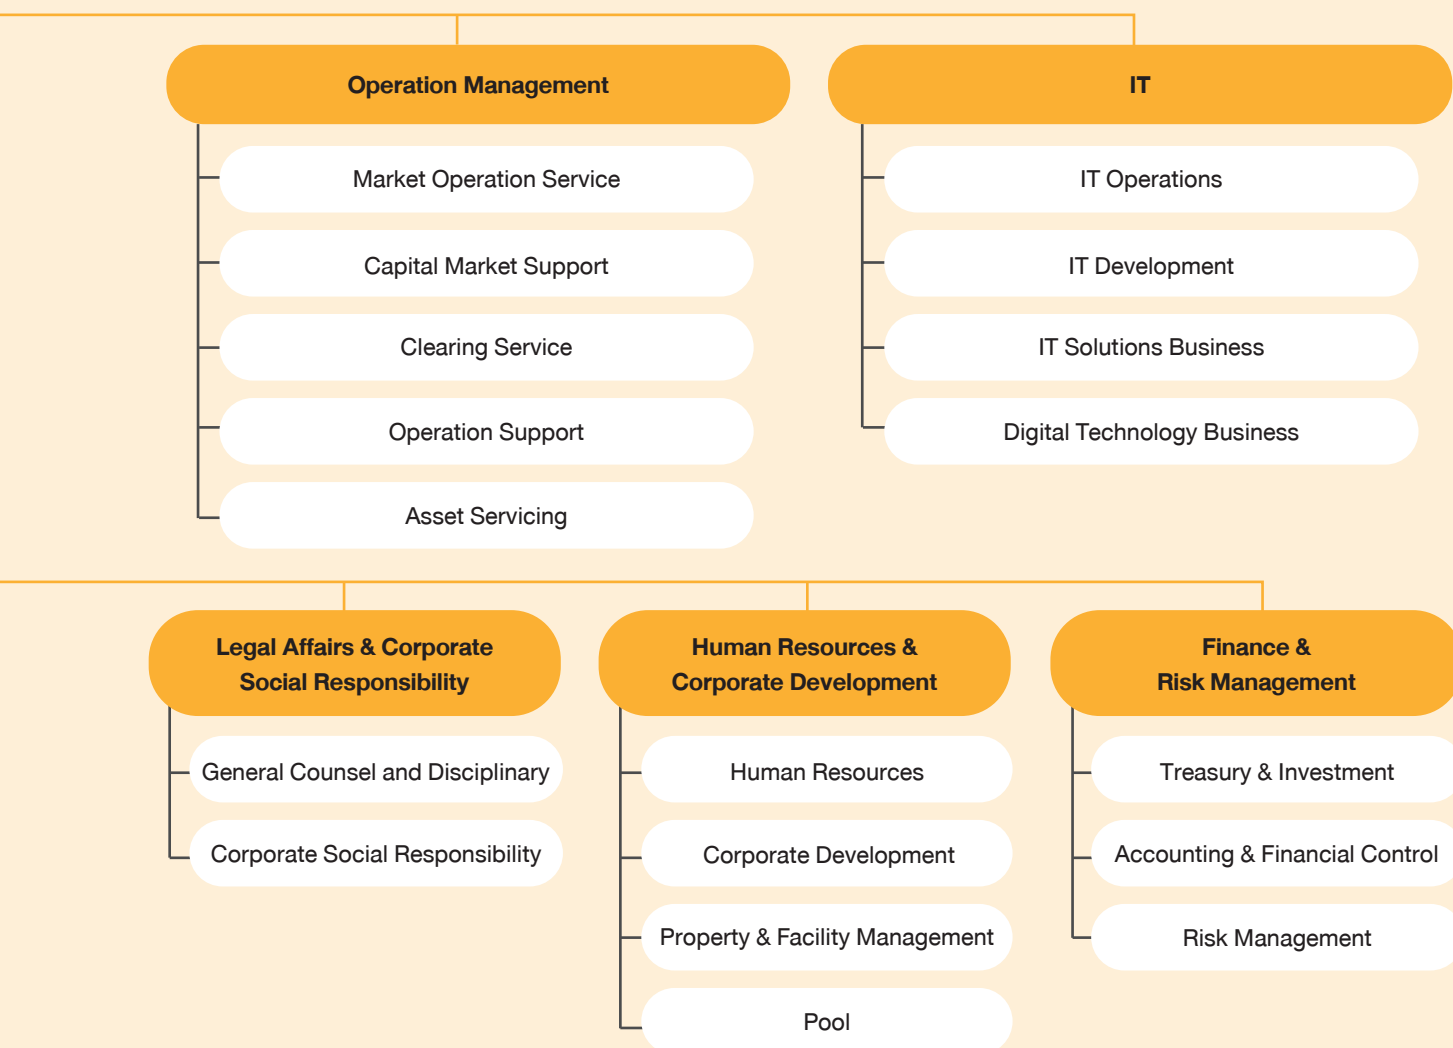 Operation Management
Market Operation Service
Capital Market Support
Clearing Service
Operation Support
Asset Servicing
IT
IT Operations
IT Development
IT Solutions Business
Digital Technology Business
Legal Affairs & Corporate
Social Responsibility
General Counsel and Disciplinary
Corporate Social Responsibility
Human Resources &
Corporate Development
Human Resources
Corporate Development
Property & Facility Management
Pool
Finance &
Risk Management
Treasury & Investment
Accounting & Financial Control
Risk Management